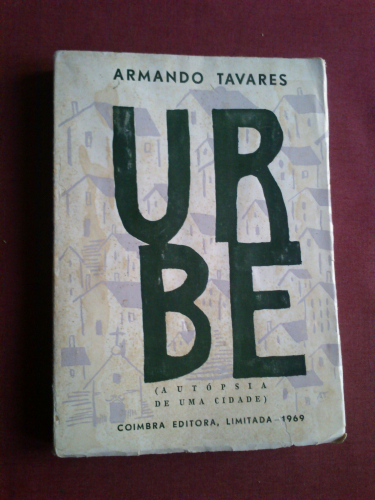 ARMANDO TAVARES
UR
BE
(AUTÓPSIA
DE UMA CIDADE)
COIMBRA EDITORA, LIMITADA-1969